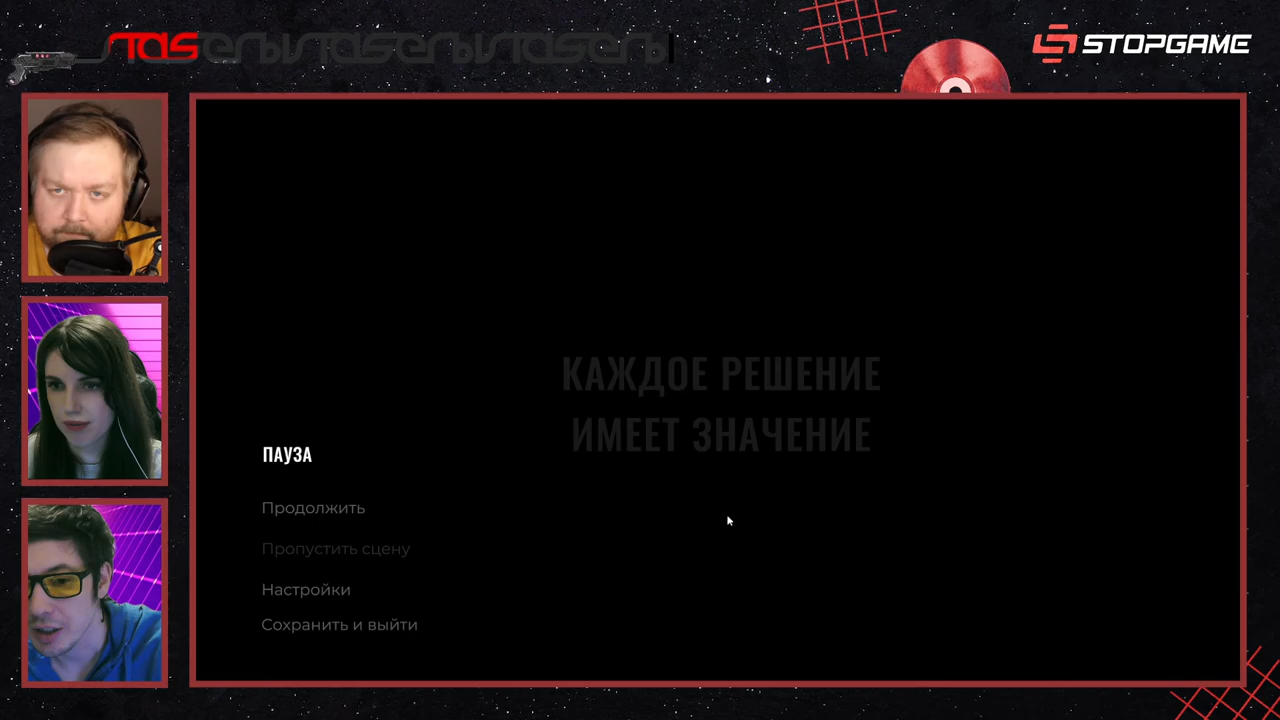 STOPGAME
КАЖДОЕ РЕШЕНИЕ
ИМЕЕТ ЗНАЧЕНИЕ
ПАУЗА
Продолжить
Пропустить сцену
Настройки
Сохранить и выйти